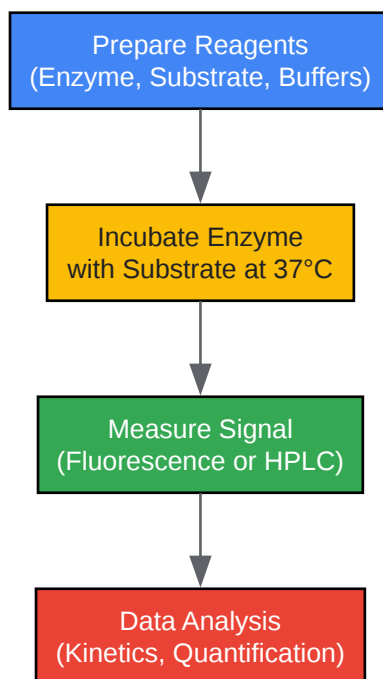 Prepare Reagents
(Enzyme, Substrate, Buffers)
Incubate Enzyme
with Substrate at 37°C
Measure Signal
(Fluorescence or HPLC)
Data Analysis
(Kinetics, Quantification)